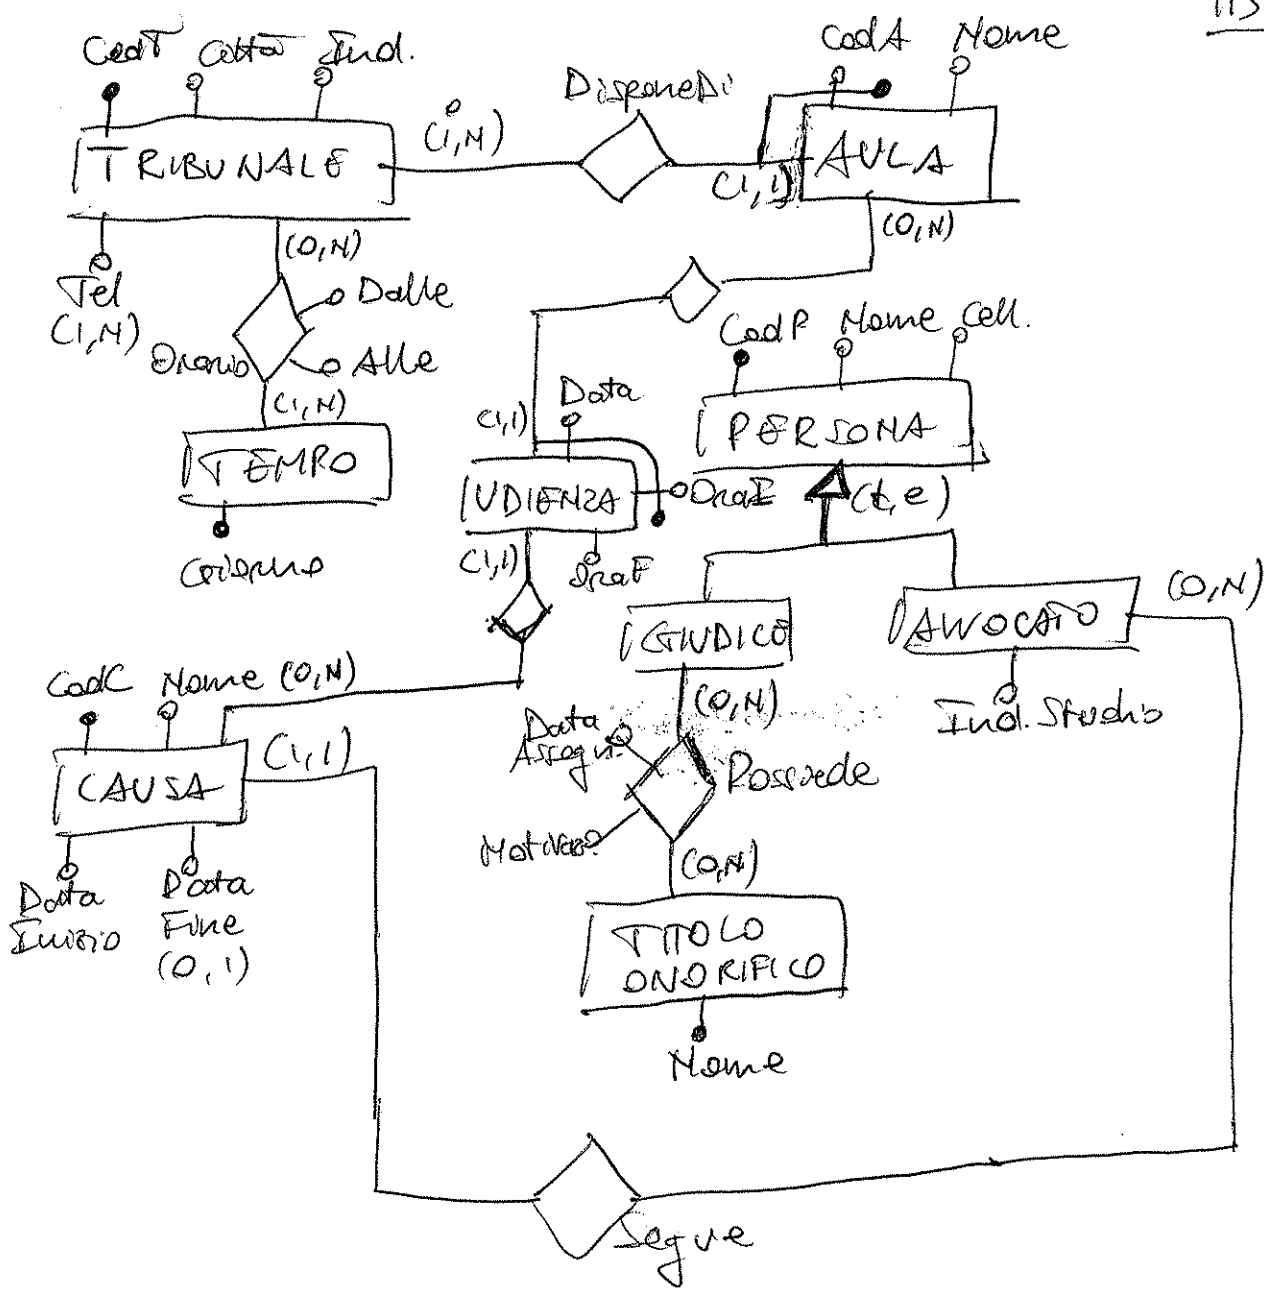 CodT Città Ind.
CodA Nome
DisponeDi
TRIBUNALE
(1,N)
(1,1)
AULA
(0,N)
(0,N)
Tel
(1,N)
Dalle
Orario
Alle
(1,N)
TEMPO
Giorno
CodP Nome Cell.
Data
(1,1)
PERSONA
UDIENZA
OraI
(t,e)
(1,1)
OraF
GIUDICE
AVVOCATO
(0,N)
CodC Nome (0,N)
(0,N)
Ind. Studio
Data
Assegn.
CAUSA
(1,1)
Possiede
(0,N)
Data
Inizio
Data
Fine
(0,1)
TITOLO
ONORIFICO
Nome
Segue